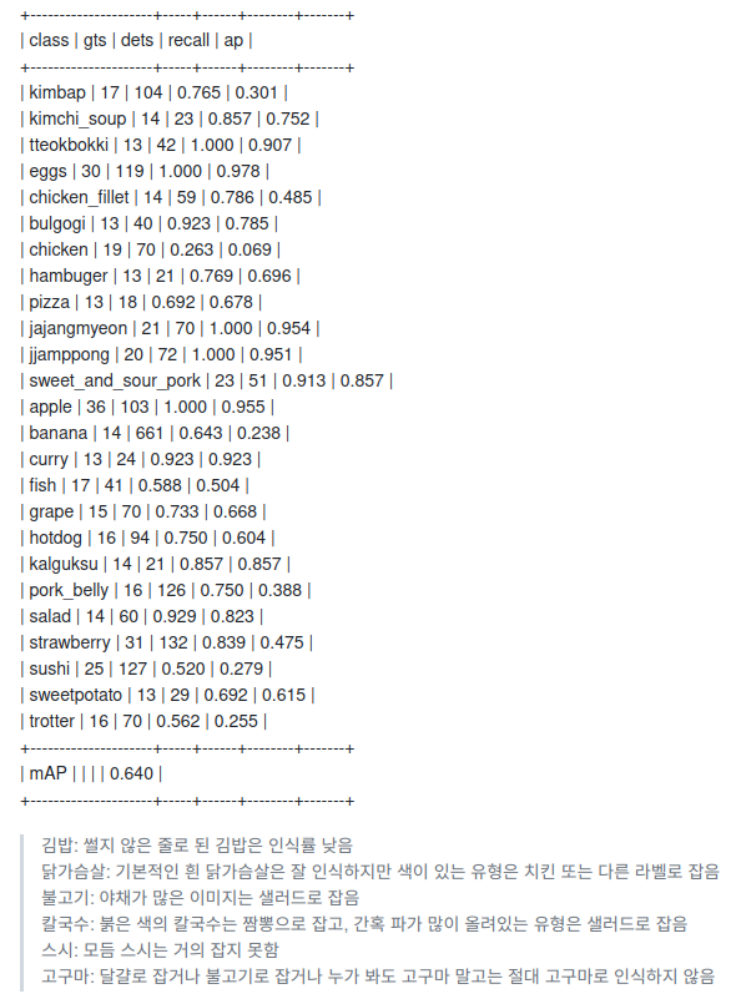 +---------------------+-----+------+--------+-------+
| class | gts | dets | recall | ap |
+---------------------+-----+------+--------+-------+
| kimbap | 17 | 104 | 0.765 | 0.301 |
| kimchi_soup | 14 | 23 | 0.857 | 0.752 |
| tteokbokki | 13 | 42 | 1.000 | 0.907 |
| eggs | 30 | 119 | 1.000 | 0.978 |
| chicken_fillet | 14 | 59 | 0.786 | 0.485 |
| bulgogi | 13 | 40 | 0.923 | 0.785 |
| chicken | 19 | 70 | 0.263 | 0.069 |
| hambuger | 13 | 21 | 0.769 | 0.696 |
| pizza | 13 | 18 | 0.692 | 0.678 |
| jajangmyeon | 21 | 70 | 1.000 | 0.954 |
| jjamppong | 20 | 72 | 1.000 | 0.951 |
| sweet_and_sour_pork | 23 | 51 | 0.913 | 0.857 |
| apple | 36 | 103 | 1.000 | 0.955 |
| banana | 14 | 661 | 0.643 | 0.238 |
| curry | 13 | 24 | 0.923 | 0.923 |
| fish | 17 | 41 | 0.588 | 0.504 |
| grape | 15 | 70 | 0.733 | 0.668 |
| hotdog | 16 | 94 | 0.750 | 0.604 |
| kalguksu | 14 | 21 | 0.857 | 0.857 |
| pork_belly | 16 | 126 | 0.750 | 0.388 |
| salad | 14 | 60 | 0.929 | 0.823 |
| strawberry | 31 | 132 | 0.839 | 0.475 |
| sushi | 25 | 127 | 0.520 | 0.279 |
| sweetpotato | 13 | 29 | 0.692 | 0.615 |
| trotter | 16 | 70 | 0.562 | 0.255 |
+---------------------+-----+------+--------+-------+
| mAP | | | | 0.640 |
+---------------------+-----+------+--------+-------+
김밥: 썰지 않은 줄로 된 김밥은 인식률 낮음
닭가슴살: 기본적인 흰 닭가슴살은 잘 인식하지만 색이 있는 유형은 치킨 또는 다른 라벨로 잡음
불고기: 야채가 많은 이미지는 샐러드로 잡음
칼국수: 붉은 색의 칼국수는 짬뽕으로 잡고, 간혹 파가 많이 올려있는 유형은 샐러드로 잡음
스시: 모듬 스시는 거의 잡지 못함
고구마: 달걀로 잡거나 불고기로 잡거나 누가 봐도 고구마 말고는 절대 고구마로 인식하지 않음